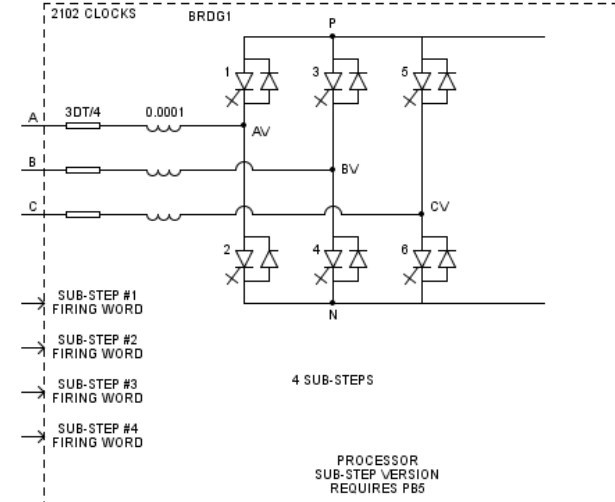 2102 CLOCKS
BRDG1
P
1
3
5
A
3DT/4
0.0001
AV
B
BV
C
CV
2
4
6
N
SUB-STEP #1
FIRING WORD
SUB-STEP #2
FIRING WORD
SUB-STEP #3
FIRING WORD
SUB-STEP #4
FIRING WORD
4 SUB-STEPS
PROCESSOR
SUB-STEP VERSION
REQUIRES PB5